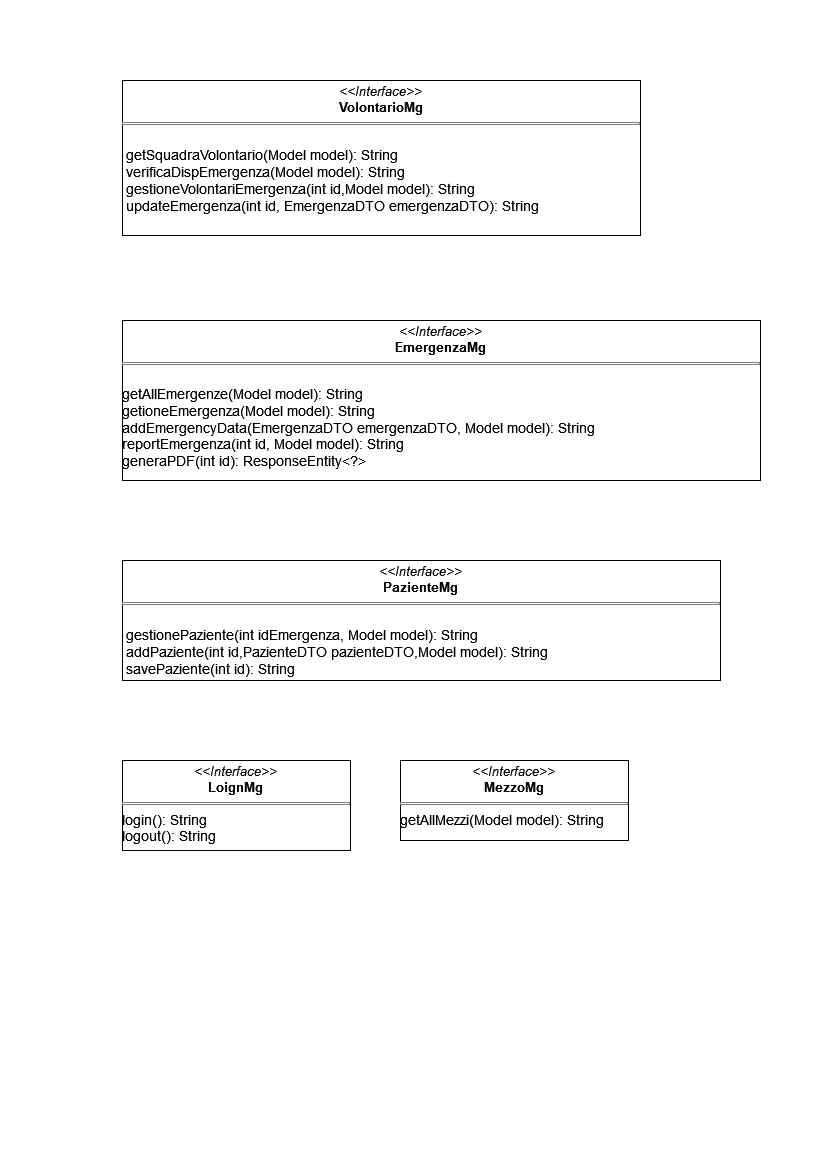 <<Interface>>
VolontarioMg
getSquadraVolontario(Model model): String
verificaDispEmergenza(Model model): String
gestioneVolontariEmergenza(int id,Model model): String
updateEmergenza(int id, EmergenzaDTO emergenzaDTO): String
<<Interface>>
EmergenzaMg
getAllEmergenze(Model model): String
getioneEmergenza(Model model): String
addEmergencyData(EmergenzaDTO emergenzaDTO, Model model): String
reportEmergenza(int id, Model model): String
generaPDF(int id): ResponseEntity<?>
<<Interface>>
PazienteMg
gestionePaziente(int idEmergenza, Model model): String
addPaziente(int id,PazienteDTO pazienteDTO,Model model): String
savePaziente(int id): String
<<Interface>>
LoignMg
login(): String
logout(): String
<<Interface>>
MezzoMg
getAllMezzi(Model model): String